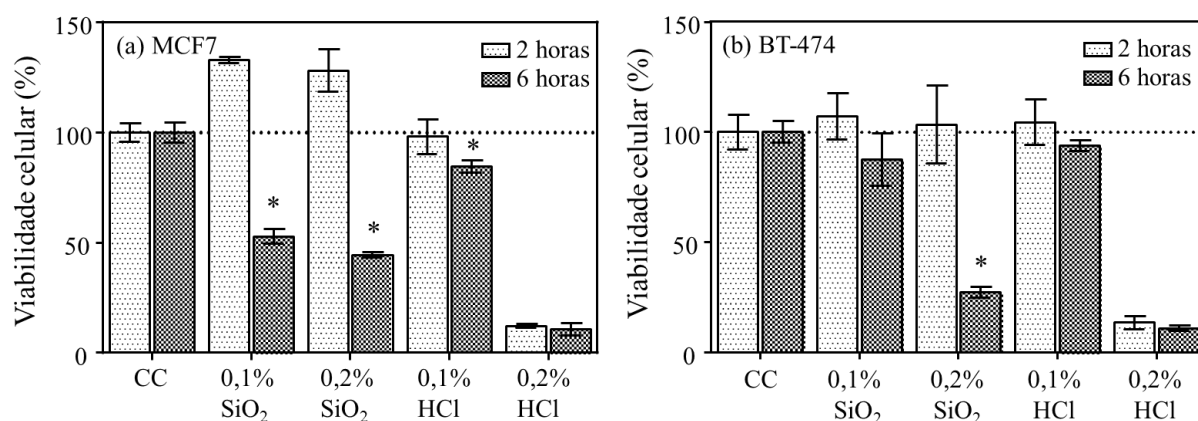 (a) MCF7
2 horas
6 horas
Viabilidade celular (%)
150
100
50
0
*
*
*
CC
0,1%
SiO₂
0,2%
SiO₂
0,1%
HCl
0,2%
HCl
(b) BT-474
2 horas
6 horas
Viabilidade celular (%)
150
100
50
0
*
CC
0,1%
SiO₂
0,2%
SiO₂
0,1%
HCl
0,2%
HCl